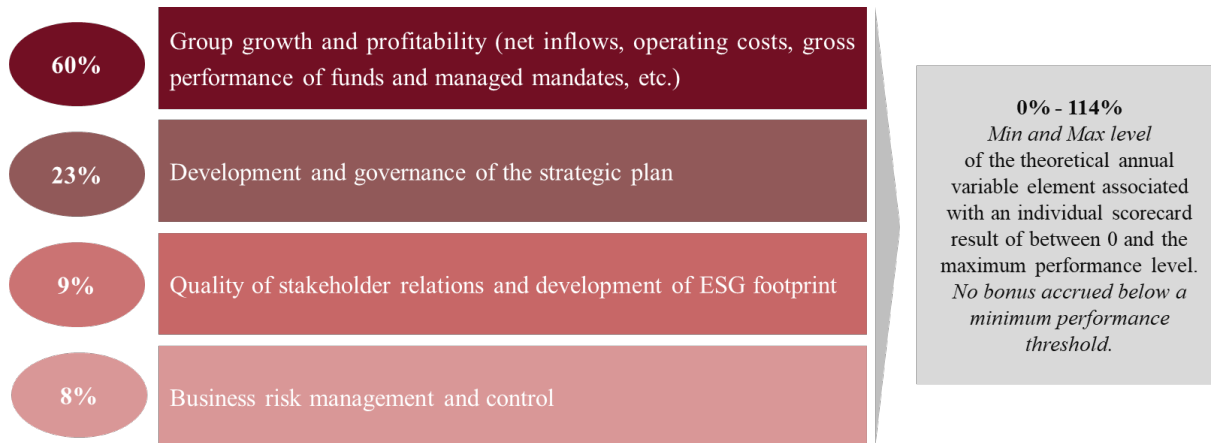 60%
Group growth and profitability (net inflows, operating costs, gross
performance of funds and managed mandates, etc.)
23%
Development and governance of the strategic plan
9%
Quality of stakeholder relations and development of ESG footprint
8%
Business risk management and control
0% - 114%
Min and Max level
of the theoretical annual
variable element associated
with an individual scorecard
result of between 0 and the
maximum performance level.
No bonus accrued below a
minimum performance
threshold.